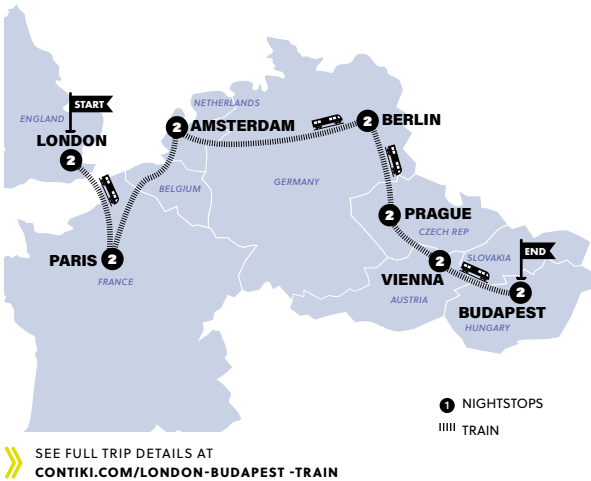 START
ENGLAND
LONDON
2
NETHERLANDS
2 AMSTERDAM
2 BERLIN
BELGIUM
GERMANY
2 PRAGUE
CZECH REP
PARIS 2
FRANCE
SLOVAKIA
END
2
VIENNA
AUSTRIA
2
BUDAPEST
HUNGARY
1 NIGHTSTOPS
TRAIN
SEE FULL TRIP DETAILS AT
CONTIKI.COM/LONDON-BUDAPEST -TRAIN